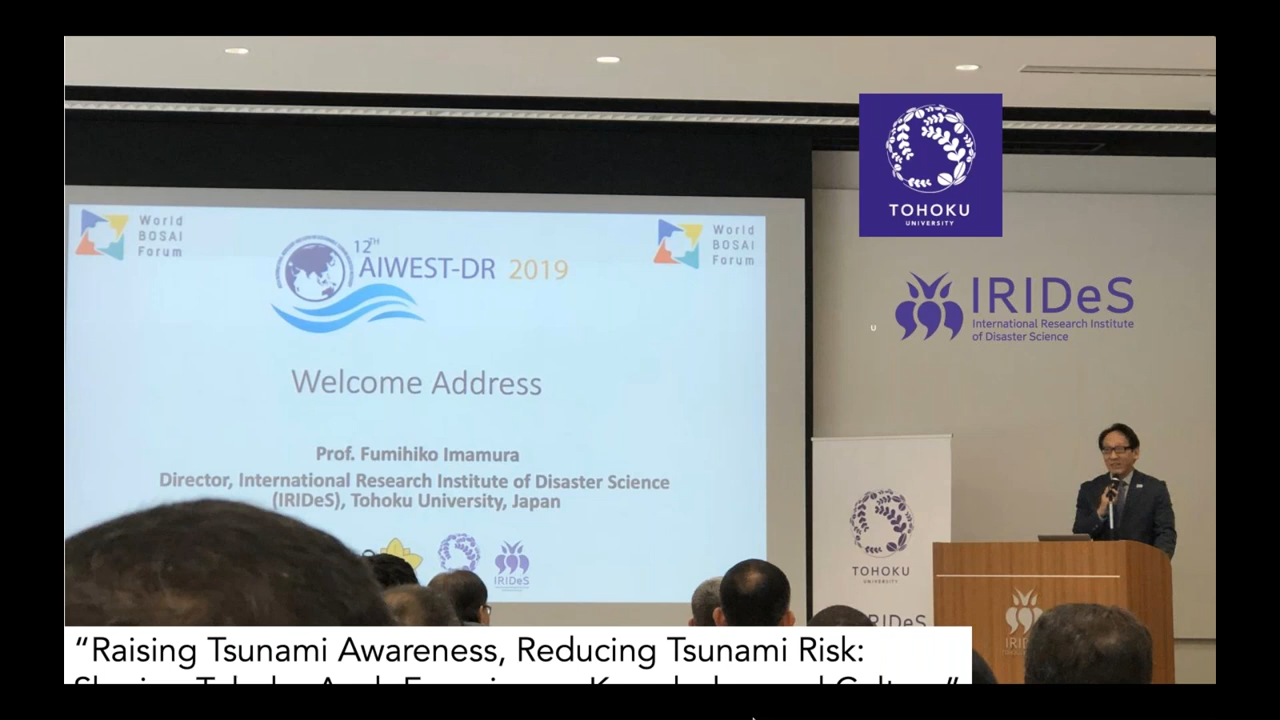 World
BOSAI
Forum
12TH
AIWEST-DR 2019
World
BOSAI
Forum
Welcome Address
Prof. Fumihiko Imamura
Director, International Research Institute of Disaster Science
(IRIDeS), Tohoku University, Japan
IRIDeS
TOHOKU
UNIVERSITY
IRIDeS
International Research Institute
of Disaster Science
U
TOHOKU
UNIVERSITY
“Raising Tsunami Awareness, Reducing Tsunami Risk: